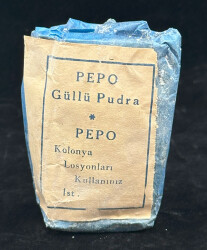 PEPO
Güllü Pudra
*
PEPO
Kolonya
Losyonları
Kullanınız
İst.